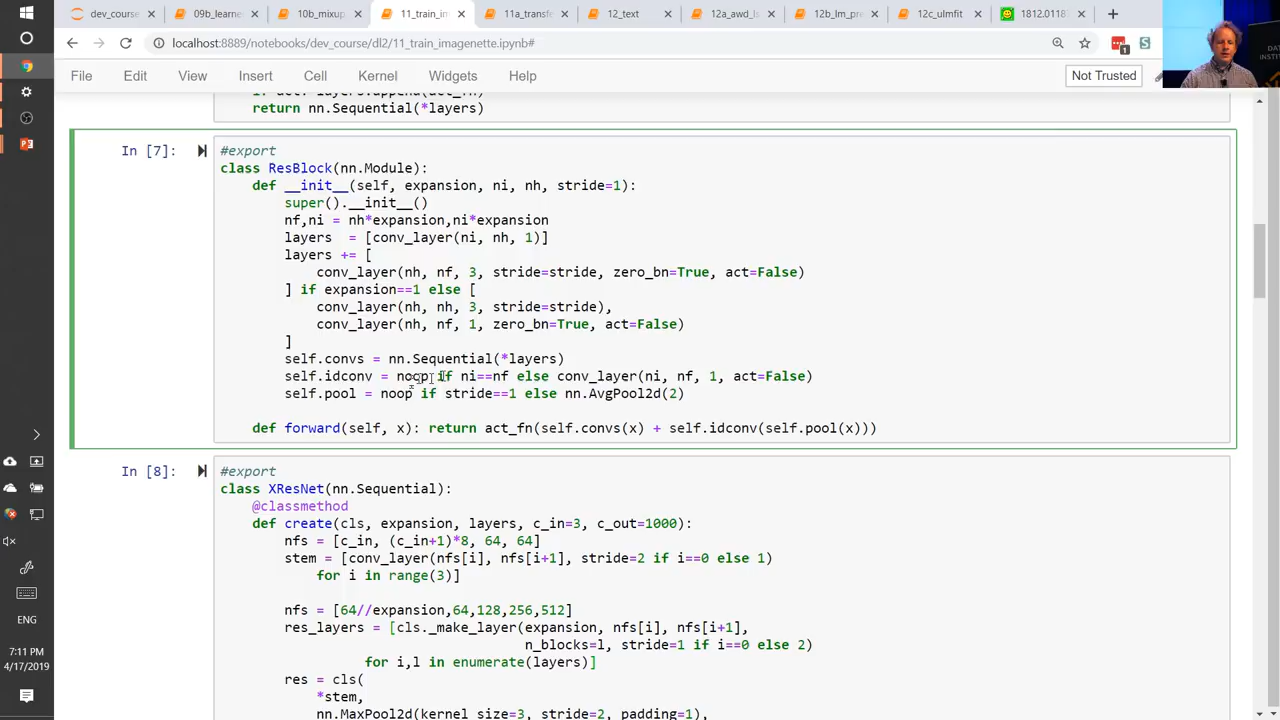 dev_course
09b_learne
10b_mixup
11_train_in
11a_transfe
12_text
12a_awd_ls
12b_lm_pre
12c_ulmfit
1812.0118
localhost:8889/notebooks/dev_course/dl2/11_train_imagenette.ipynb#
File Edit View Insert Cell Kernel Widgets Help
Not Trusted
return nn.Sequential(*layers)
In [7]:
#export
class ResBlock(nn.Module):
def __init__(self, expansion, ni, nh, stride=1):
super().__init__()
nf,ni = nh*expansion,ni*expansion
layers  = [conv_layer(ni, nh, 1)]
layers += [
conv_layer(nh, nf, 3, stride=stride, zero_bn=True, act=False)
] if expansion==1 else [
conv_layer(nh, nh, 3, stride=stride),
conv_layer(nh, nf, 1, zero_bn=True, act=False)
]
self.convs = nn.Sequential(*layers)
self.idconv = noop if ni==nf else conv_layer(ni, nf, 1, act=False)
self.pool = noop if stride==1 else nn.AvgPool2d(2)
def forward(self, x): return act_fn(self.convs(x) + self.idconv(self.pool(x)))
In [8]:
#export
class XResNet(nn.Sequential):
@classmethod
def create(cls, expansion, layers, c_in=3, c_out=1000):
nfs = [c_in, (c_in+1)*8, 64, 64]
stem = [conv_layer(nfs[i], nfs[i+1], stride=2 if i==0 else 1)
for i in range(3)]
nfs = [64//expansion,64,128,256,512]
res_layers = [cls._make_layer(expansion, nfs[i], nfs[i+1],
n_blocks=l, stride=1 if i==0 else 2)
for i,l in enumerate(layers)]
res = cls(
*stem,
nn.MaxPool2d(kernel_size=3, stride=2, padding=1),
ENG
7:11 PM
4/17/2019